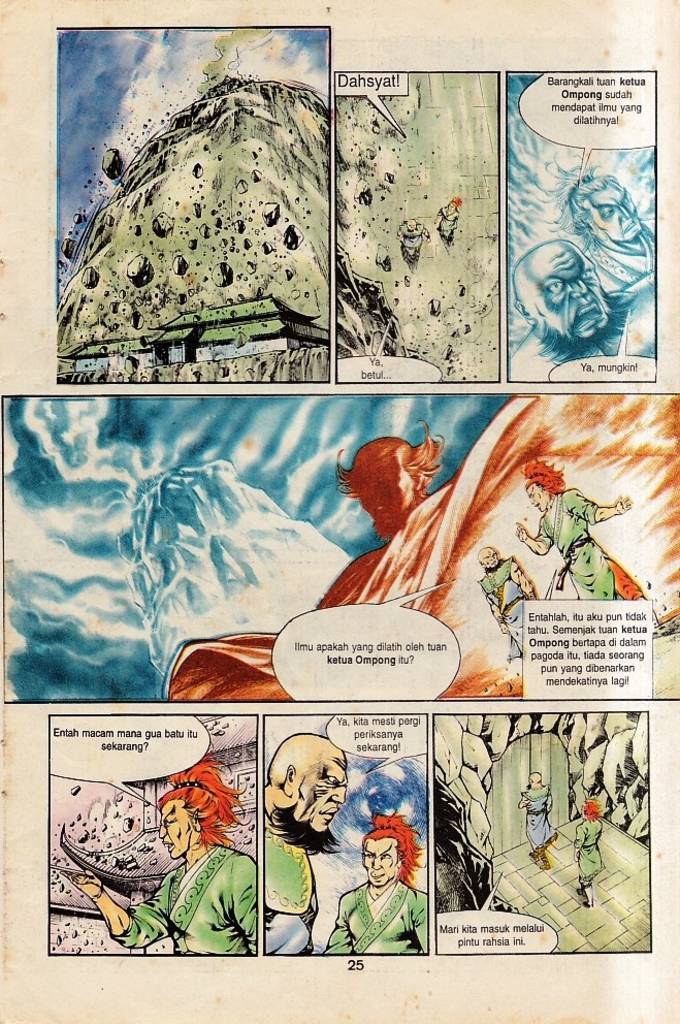 Dahsyat!
Ya,
betul...
Barangkali tuan ketua
Ompong sudah
mendapat ilmu yang
dilatihnya!
Ya, mungkin!
Ilmu apakah yang dilatih oleh tuan
ketua Ompong itu?
Entahlah, itu aku pun tidak
tahu. Semenjak tuan ketua
Ompong bertapa di dalam
pagoda itu, tiada seorang
pun yang dibenarkan
mendekatinya lagi!
Entah macam mana gua batu itu
sekarang?
Ya, kita mesti pergi
periksanya
sekarang!
Mari kita masuk melalui
pintu rahsia ini.
25